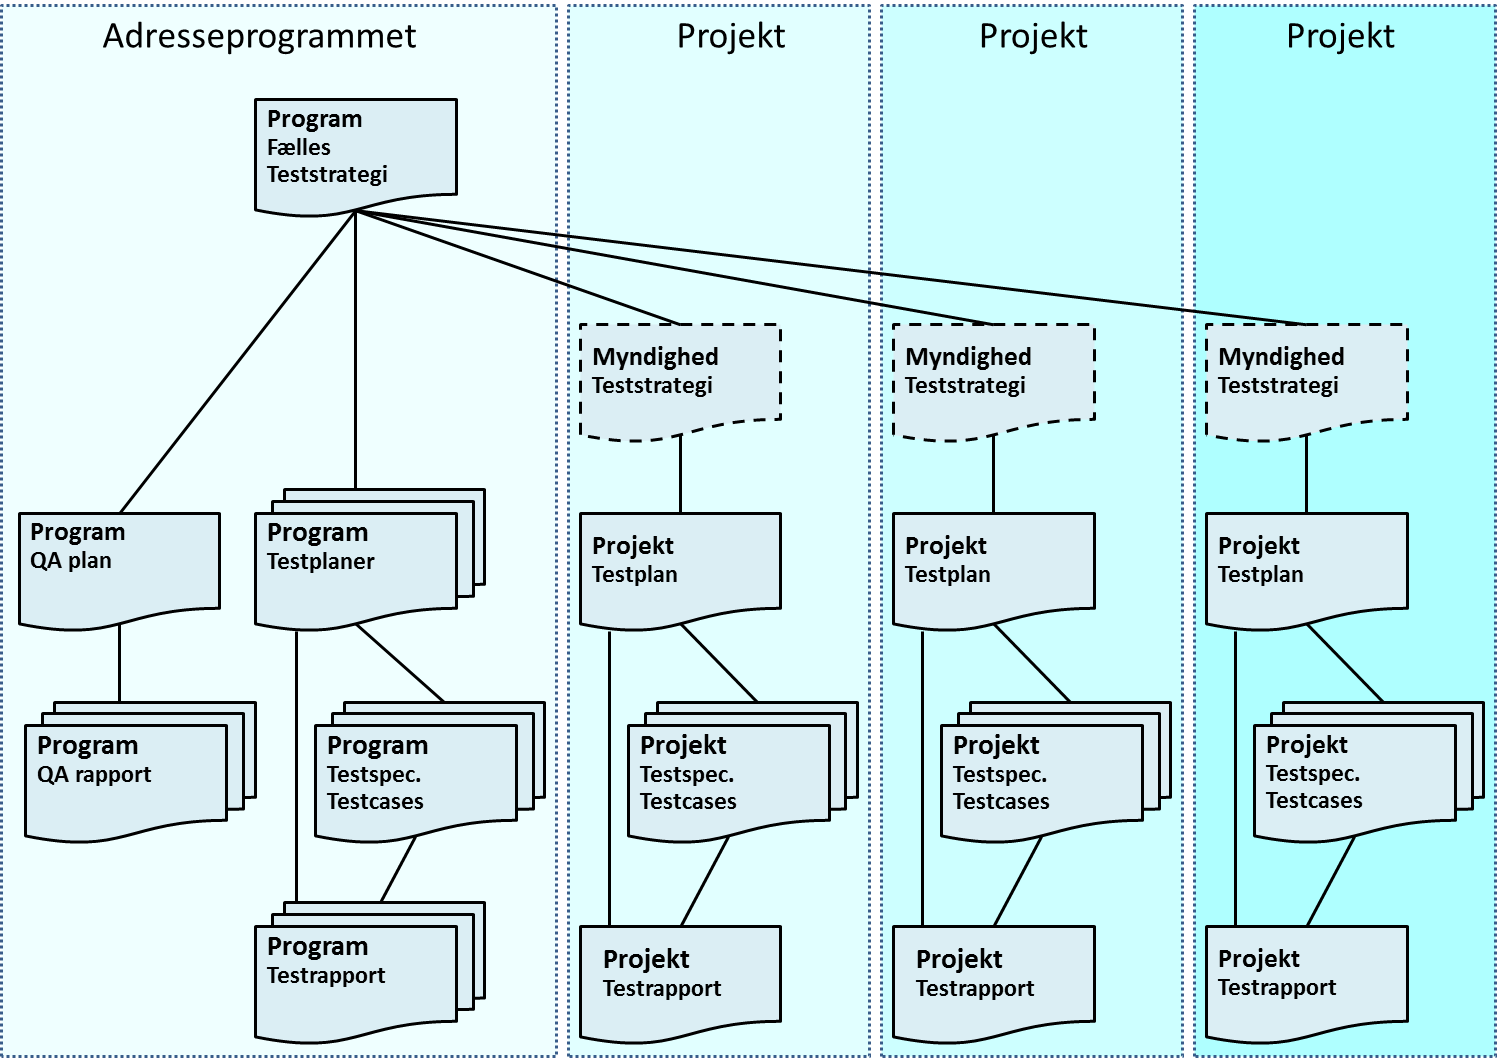 Adresseprogrammet
Projekt
Projekt
Projekt
Program
Fælles
Teststrategi
Myndighed
Teststrategi
Myndighed
Teststrategi
Myndighed
Teststrategi
Program
QA plan
Program
Testplaner
Projekt
Testplan
Projekt
Testplan
Projekt
Testplan
Program
QA rapport
Program
Testspec.
Testcases
Projekt
Testspec.
Testcases
Projekt
Testspec.
Testcases
Projekt
Testspec.
Testcases
Program
Testrapport
Projekt
Testrapport
Projekt
Testrapport
Projekt
Testrapport